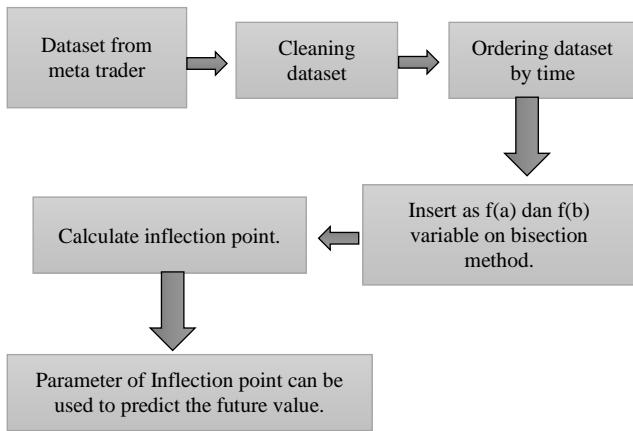 Dataset from
meta trader
Cleaning
dataset
Ordering dataset
by time
Insert as f(a) dan f(b)
variable on bisection
method.
Calculate inflection point.
Parameter of Inflection point can be
used to predict the future value.